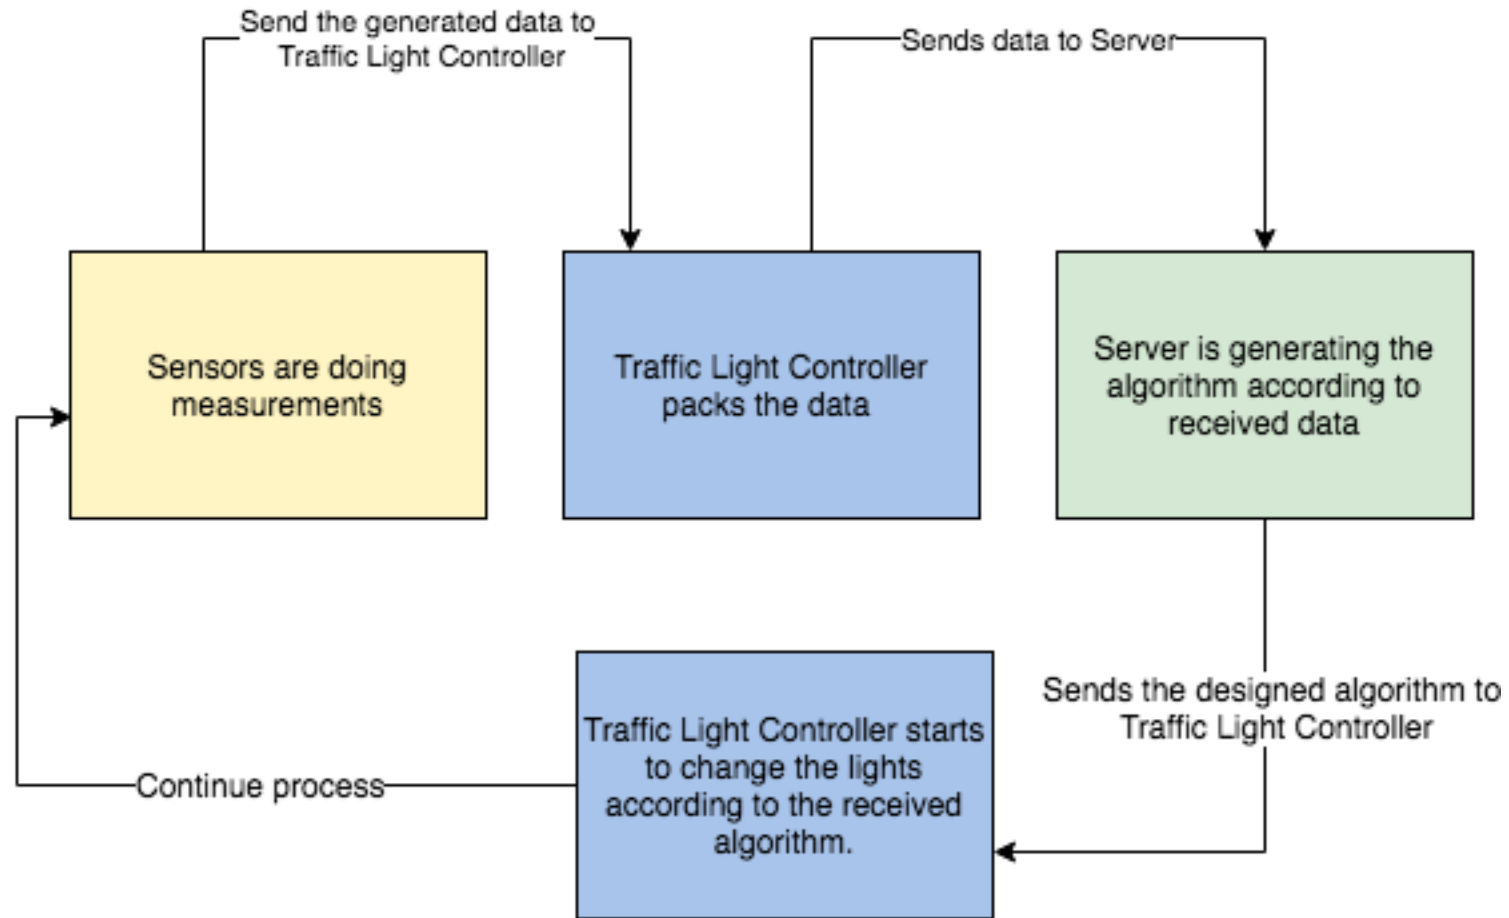 Send the generated data to
Traffic Light Controller
Sends data to Server
Sensors are doing
measurements
Traffic Light Controller
packs the data
Server is generating the
algorithm according to
received data
Sends the designed algorithm to
Traffic Light Controller
Traffic Light Controller starts
to change the lights
according to the received
algorithm.
Continue process